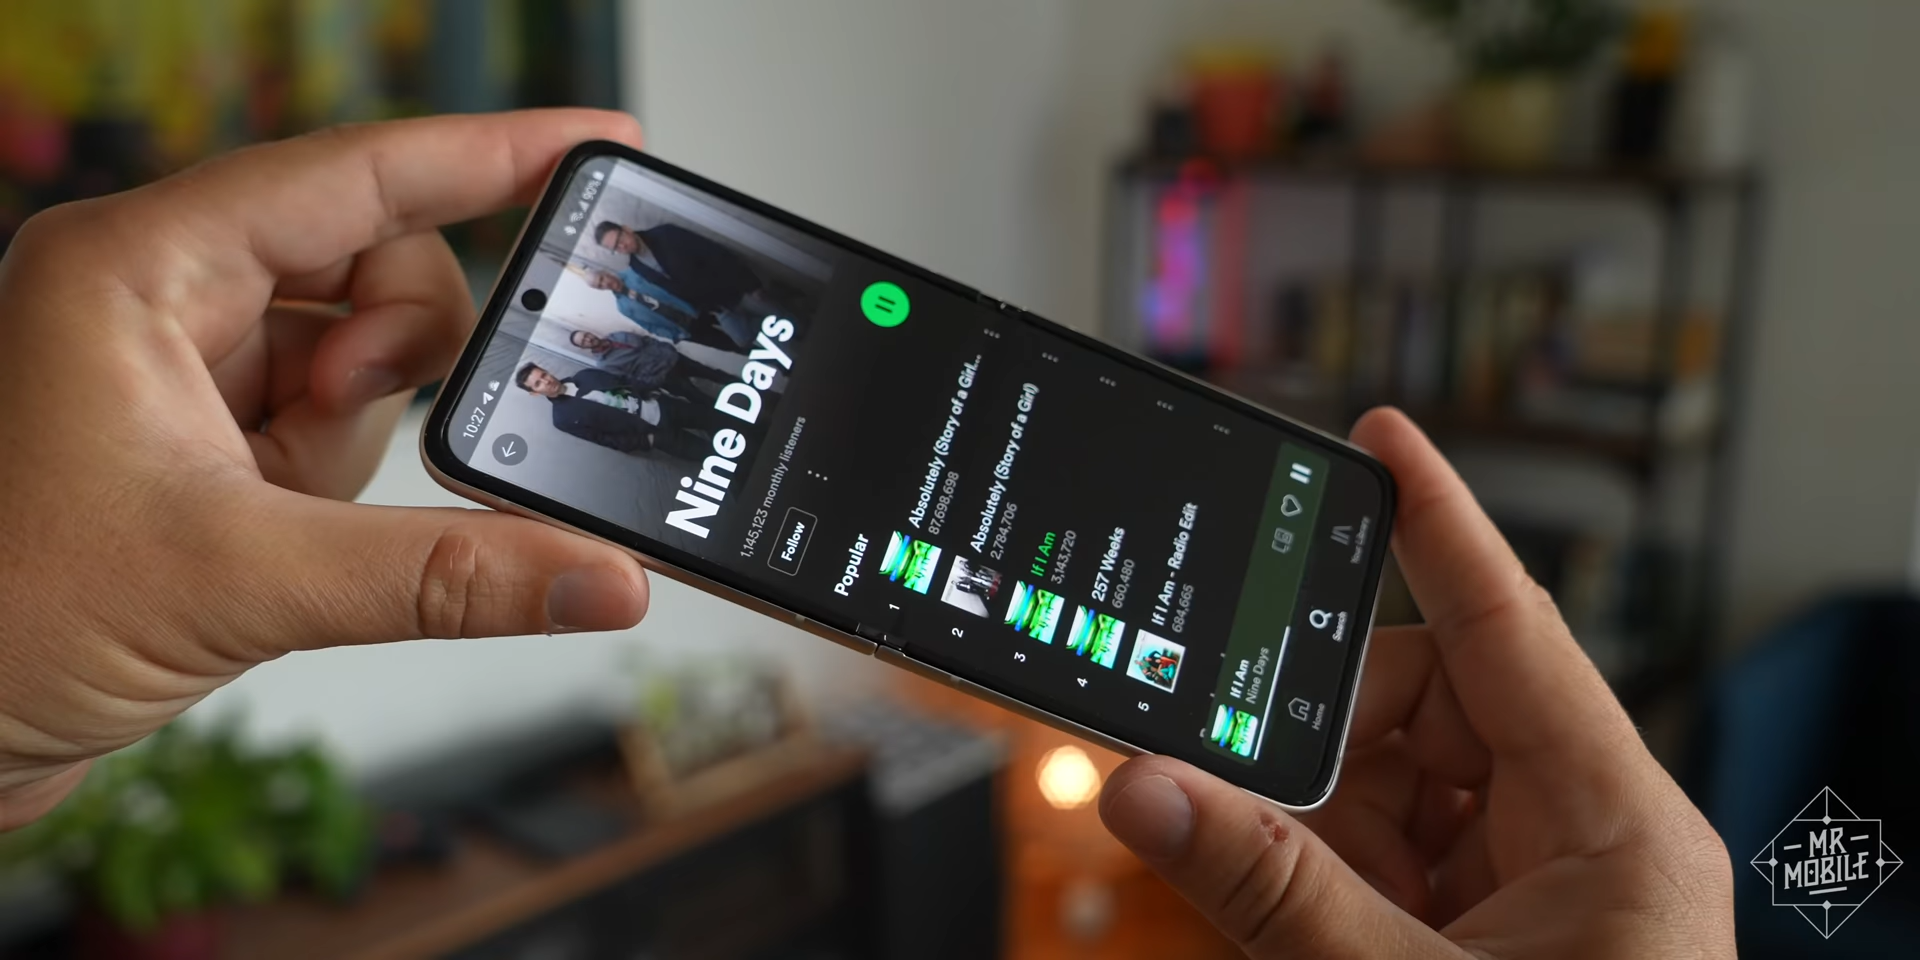 10:27
90%
Nine Days
1,145,123 monthly listeners
Follow
Popular
1
Absolutely (Story of a Girl...
87,698,698
2
Absolutely (Story of a Girl)
2,784,706
3
If I Am
3,143,720
4
257 Weeks
660,480
5
If I Am - Radio Edit
684,665
If I Am
Nine Days
Home
Search
Your Library
MR
MOBILE